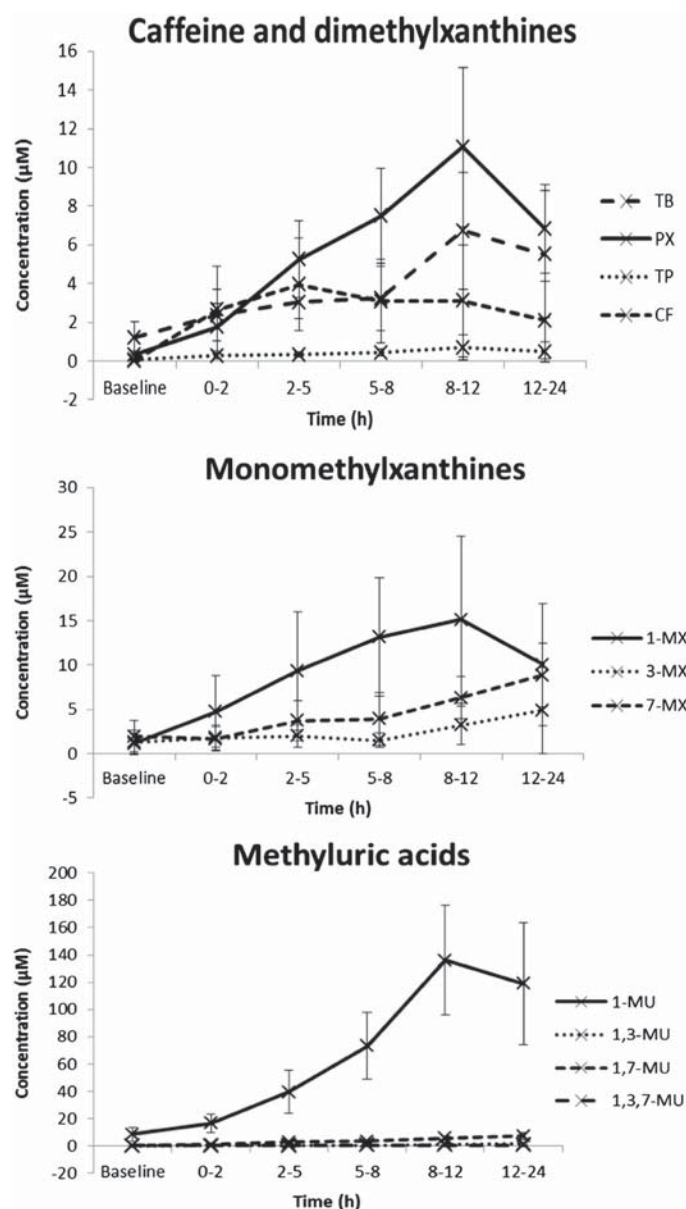 Caffeine and dimethylxanthines
16
14
12
10
8
6
4
2
0
-2
Concentration (µM)
Baseline 0-2 2-5 5-8 8-12 12-24
Time (h)
TB
PX
TP
CF
Monomethylxanthines
30
25
20
15
10
5
0
-5
Concentration (µM)
Baseline 0-2 2-5 5-8 8-12 12-24
Time (h)
1-MX
3-MX
7-MX
Methyluric acids
200
180
160
140
120
100
80
60
40
20
0
-20
Concentration (µM)
Baseline 0-2 2-5 5-8 8-12 12-24
Time (h)
1-MU
1,3-MU
1,7-MU
1,3,7-MU